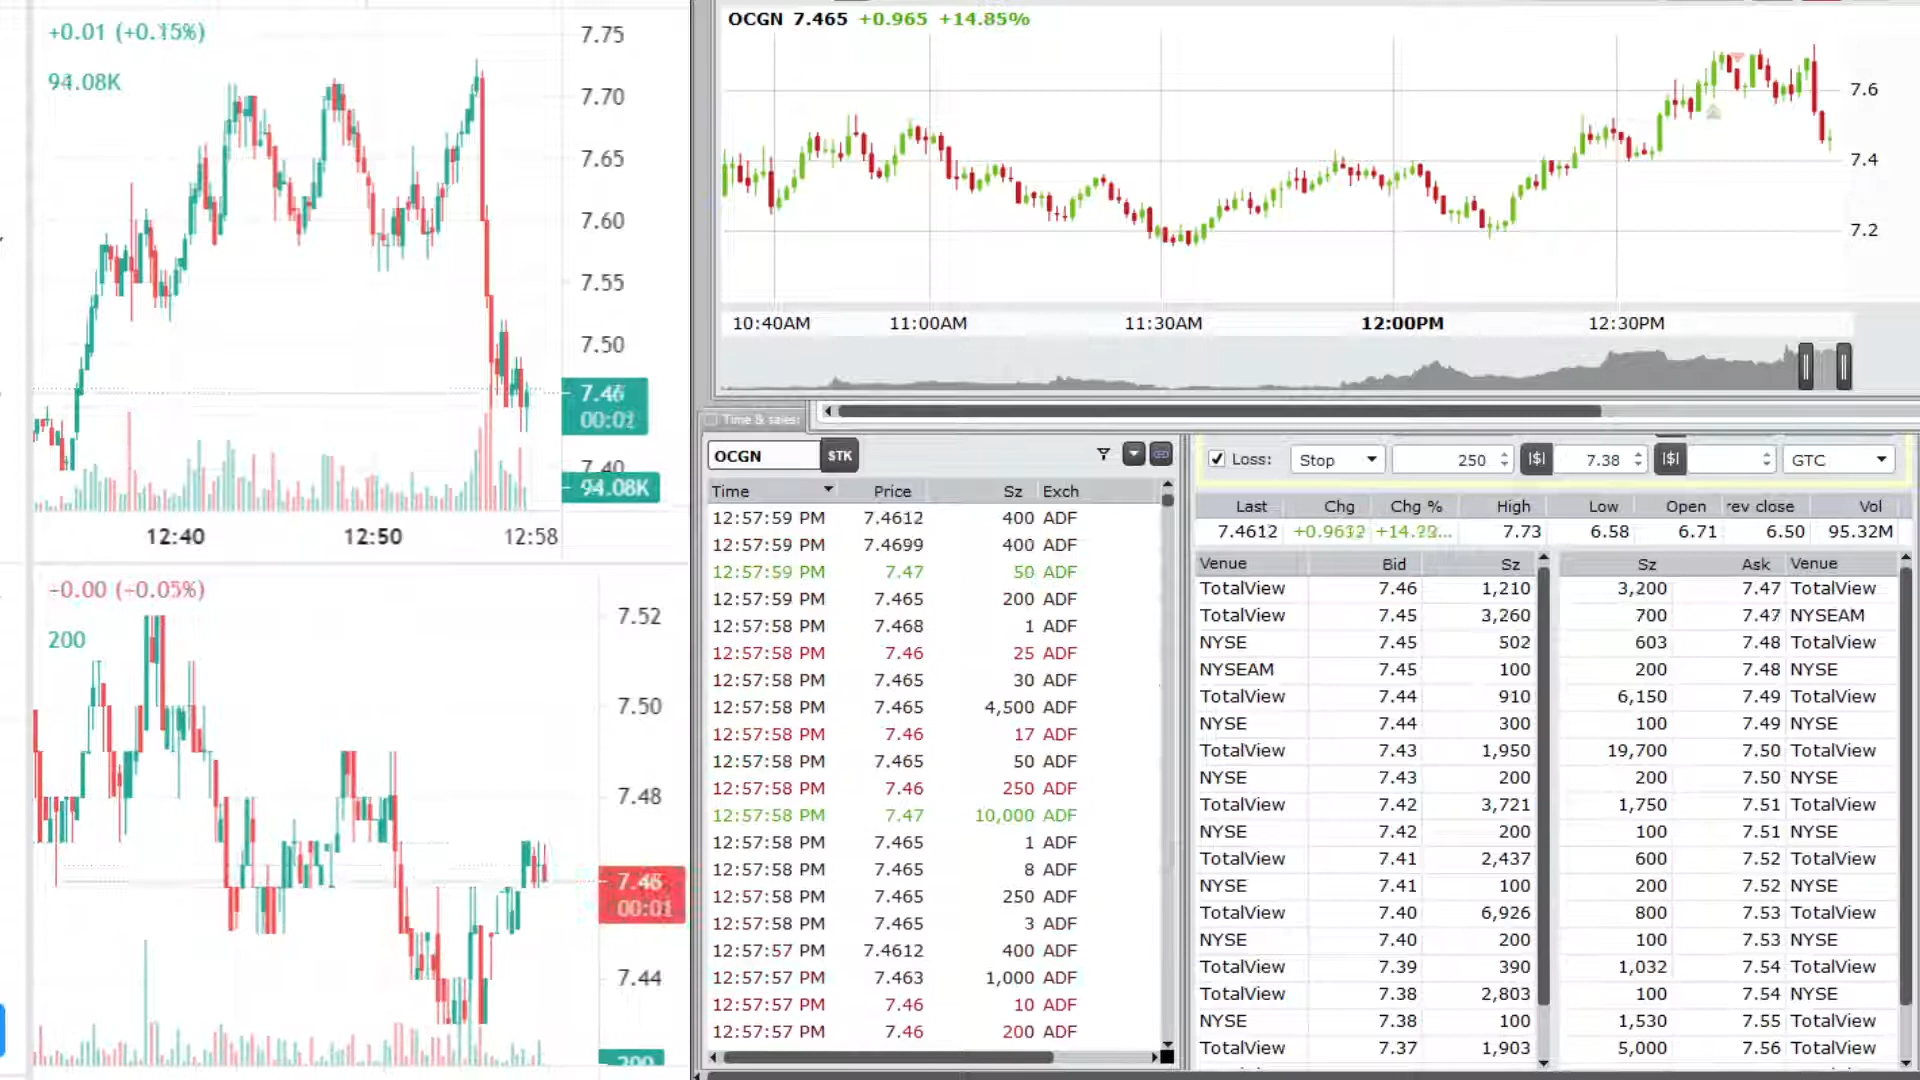 +0.01 (+0.15%)
94.08K
7.75
7.70
7.65
7.60
7.55
7.50
7.46
7.40
94.08K
12:40 12:50 12:58
-0.00 (+0.05%)
200
7.52
7.50
7.48
7.46
7.44
200
OCGN 7.465 +0.965 +14.85%
7.6
7.4
7.2
10:40AM 11:00AM 11:30AM 12:00PM 12:30PM
Time & sales:
OCGN STK
Time Price Sz Exch
12:57:59 PM 7.4612 400 ADF
12:57:59 PM 7.4699 400 ADF
12:57:59 PM 7.47 50 ADF
12:57:59 PM 7.465 200 ADF
12:57:58 PM 7.468 1 ADF
12:57:58 PM 7.46 25 ADF
12:57:58 PM 7.465 30 ADF
12:57:58 PM 7.465 4,500 ADF
12:57:58 PM 7.46 17 ADF
12:57:58 PM 7.465 50 ADF
12:57:58 PM 7.46 250 ADF
12:57:58 PM 7.47 10,000 ADF
12:57:58 PM 7.465 1 ADF
12:57:58 PM 7.465 8 ADF
12:57:58 PM 7.465 250 ADF
12:57:58 PM 7.465 3 ADF
12:57:57 PM 7.4612 400 ADF
12:57:57 PM 7.463 1,000 ADF
12:57:57 PM 7.46 10 ADF
12:57:57 PM 7.46 200 ADF
Loss: Stop 250 |$| 7.38 |$| GTC
Last Chg Chg % High Low Open rev close Vol
7.4612 7.73 6.58 6.71 6.50 95.32M
Venue Bid Sz Sz Ask Venue
TotalView 7.46 1,210 3,200 7.47 TotalView
TotalView 7.45 3,260 700 7.47 NYSEAM
NYSE 7.45 502 603 7.48 TotalView
NYSEAM 7.45 100 200 7.48 NYSE
TotalView 7.44 910 6,150 7.49 TotalView
NYSE 7.44 300 100 7.49 NYSE
TotalView 7.43 1,950 19,700 7.50 TotalView
NYSE 7.43 200 200 7.50 NYSE
TotalView 7.42 3,721 1,750 7.51 TotalView
NYSE 7.42 200 100 7.51 NYSE
TotalView 7.41 2,437 600 7.52 TotalView
NYSE 7.41 100 200 7.52 NYSE
TotalView 7.40 6,926 800 7.53 TotalView
NYSE 7.40 200 100 7.53 NYSE
TotalView 7.39 390 1,032 7.54 TotalView
TotalView 7.38 2,803 100 7.54 NYSE
NYSE 7.38 100 1,530 7.55 TotalView
TotalView 7.37 1,903 5,000 7.56 TotalView